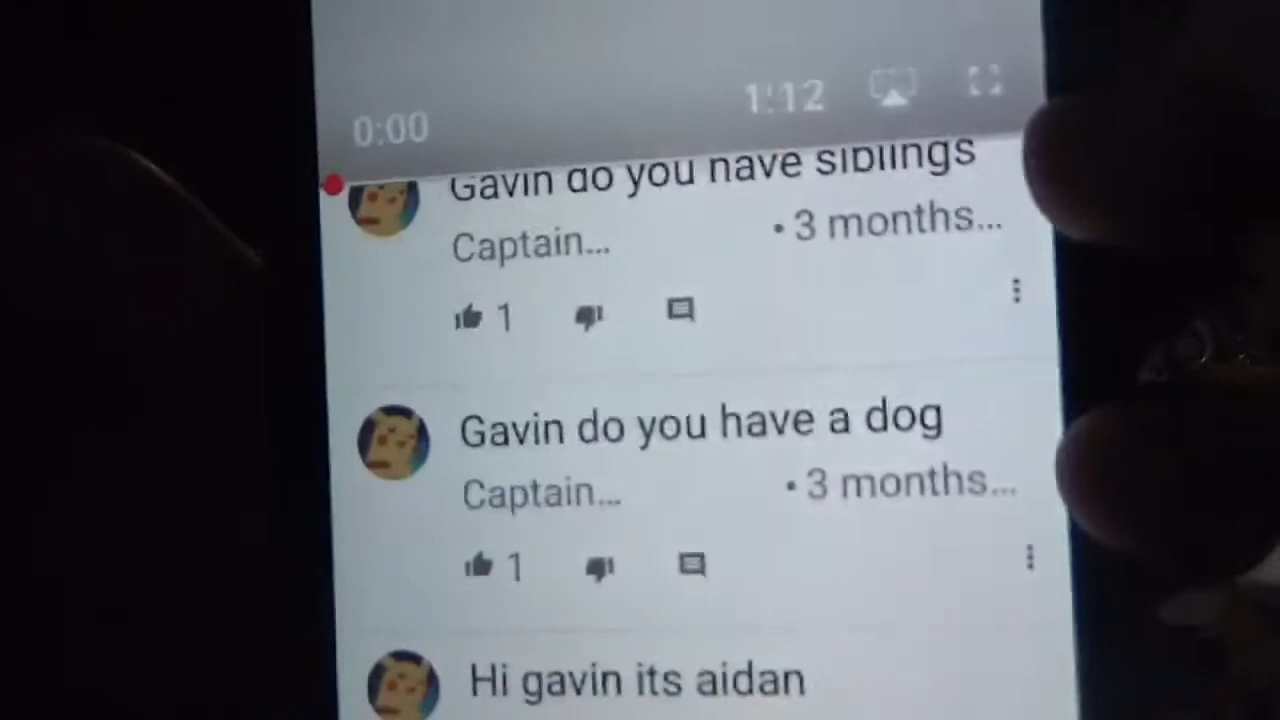 0:00 1:12
Gavin do you have siblings
Captain... • 3 months...
1
Gavin do you have a dog
Captain... • 3 months...
1
Hi gavin its aidan